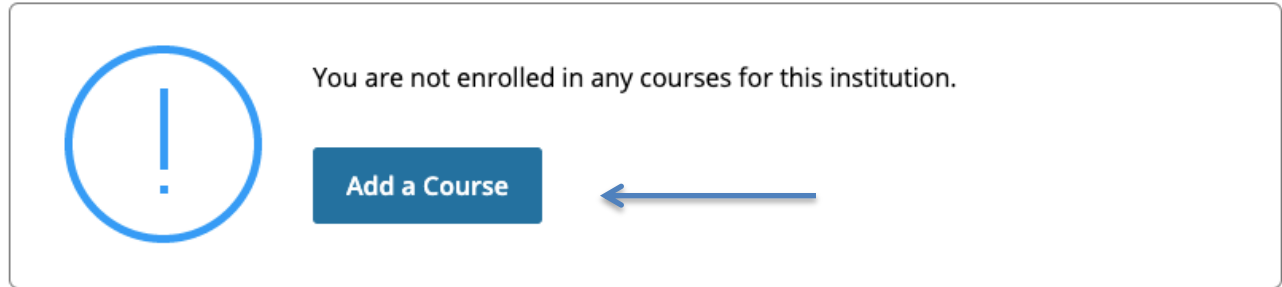 You are not enrolled in any courses for this institution.
Add a Course